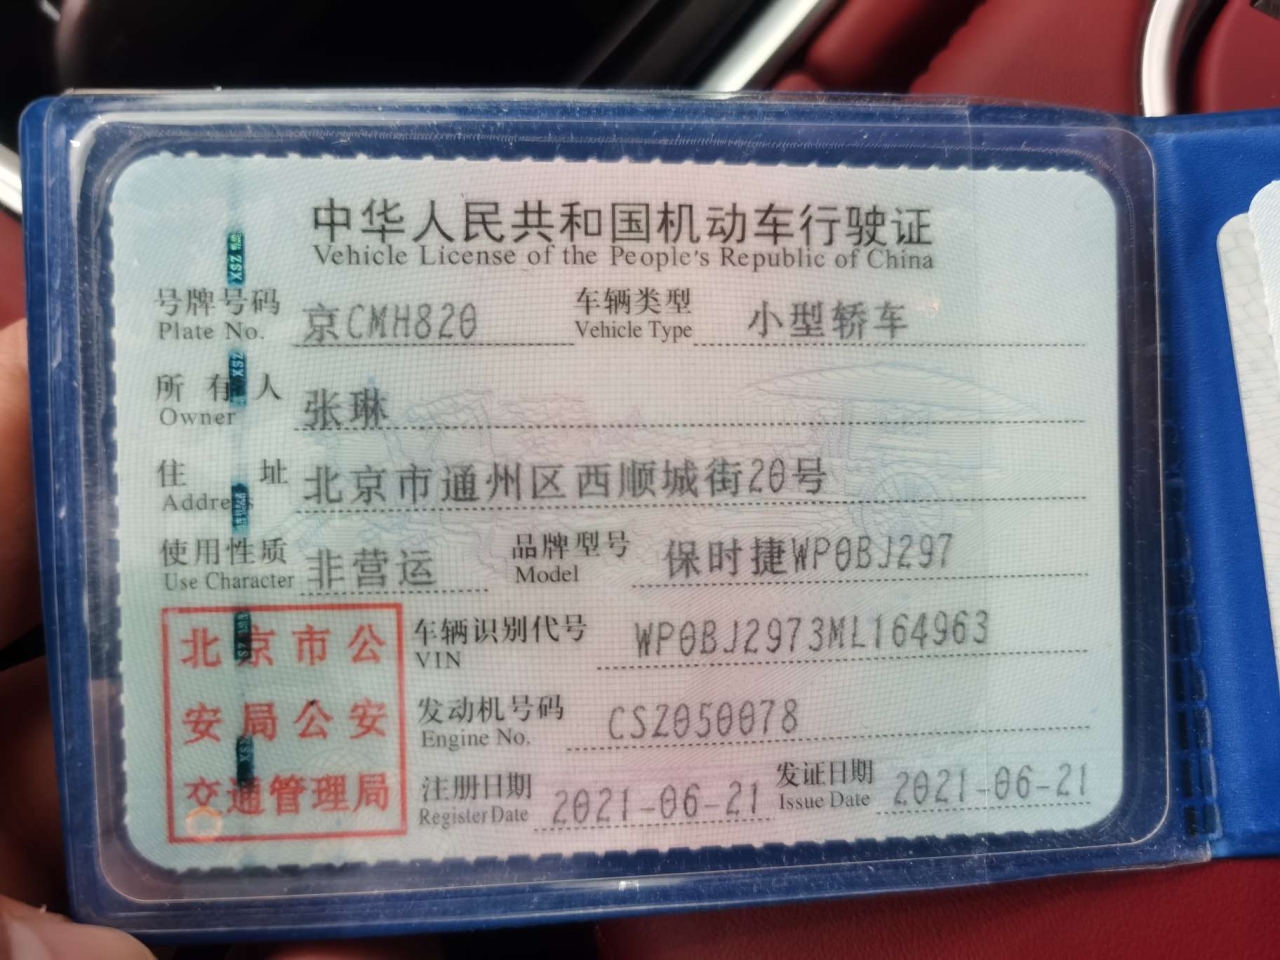 中华人民共和国机动车行驶证
Vehicle License of the People's Republic of China
号牌号码 京CMH820 车辆类型 小型轿车
Plate No. Vehicle Type
所有人 张琳
Owner
住址 北京市通州区西顺城街20号
Address
使用性质 非营运 品牌型号 保时捷WP0BJ297
Use Character Model
车辆识别代号 WP0BJ2973ML164963
VIN
发动机号码 CSZ050078
Engine No.
注册日期 2021-06-21 发证日期 2021-06-21
Register Date Issue Date
北京市公
安局公安
交通管理局
XSZ
XSZ